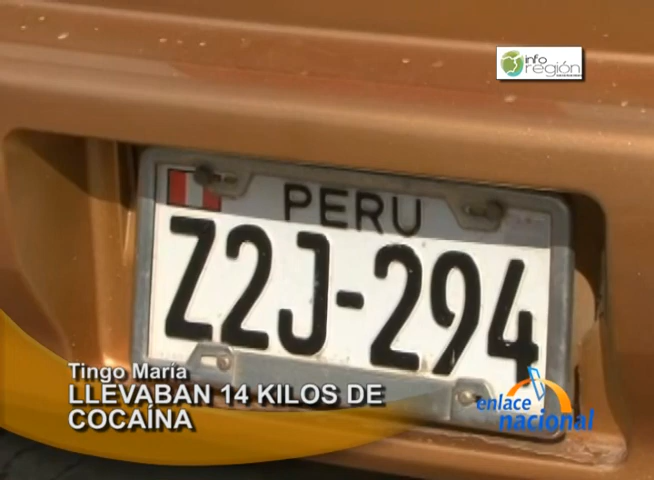 info
región
PERU
Z2J-294
Tingo María
LLEVABAN 14 KILOS DE
COCAÍNA
enlace
nacional